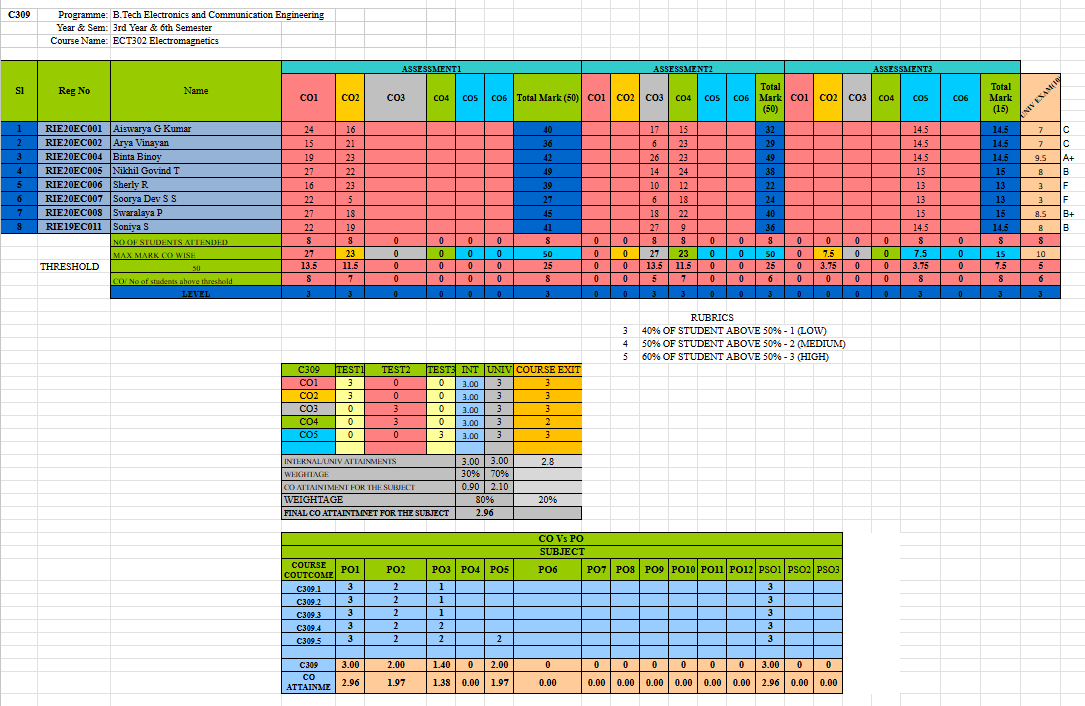 C309 Programme: B.Tech Electronics and Communication Engineering
Year & Sem: 3rd Year & 6th Semester
Course Name: ECT302 Electromagnetics
ASSESSMENT1 ASSESSMENT2 ASSESSMENT3
Sl Reg No Name CO1 CO2 CO3 CO4 CO5 CO6 Total Mark (50) CO1 CO2 CO3 CO4 CO5 CO6 Total Mark (50) CO1 CO2 CO3 CO4 CO5 CO6 Total Mark (15) UNIV EXAM(10)
1 RIE20EC001 Aiswarya G Kumar 24 16 40 17 15 32 14.5 14.5 7 C
2 RIE20EC002 Arya Vinayan 15 21 36 6 23 29 14.5 14.5 7 C
3 RIE20EC004 Binta Binoy 19 23 42 26 23 49 14.5 14.5 9.5 A+
4 RIE20EC005 Nikhil Govind T 27 22 49 14 24 38 15 15 8 B
5 RIE20EC006 Sherly R 16 23 39 10 12 22 13 13 3 F
6 RIE20EC007 Soorya Dev S S 22 5 27 6 18 24 13 13 3 F
7 RIE20EC008 Swaralaya P 27 18 45 18 22 40 15 15 8.5 B+
8 RIE19EC011 Soniya S 22 19 41 27 9 36 14.5 14.5 8 B
NO OF STUDENTS ATTENDED 8 8 0 0 0 0 8 0 0 8 8 0 0 8 0 0 0 0 8 0 8 8
MAX MARK CO WISE 27 23 0 0 0 0 50 0 0 27 23 0 0 50 0 7.5 0 0 7.5 0 15 10
THRESHOLD 50 13.5 11.5 0 0 0 0 25 0 0 13.5 11.5 0 0 25 0 3.75 0 0 3.75 0 7.5 5
CO/ No of students above threshold 8 7 0 0 0 0 8 0 0 5 7 0 0 6 0 0 0 0 8 0 8 6
LEVEL 3 3 0 0 0 0 3 0 0 3 3 0 0 3 0 0 0 0 3 0 3 3
RUBRICS
3 40% OF STUDENT ABOVE 50% - 1 (LOW)
4 50% OF STUDENT ABOVE 50% - 2 (MEDIUM)
5 60% OF STUDENT ABOVE 50% - 3 (HIGH)
C309 TEST1 TEST2 TEST3 INT UNIV COURSE EXIT
CO1 3 0 0 3.00 3 3
CO2 3 0 0 3.00 3 3
CO3 0 3 0 3.00 3 3
CO4 0 3 0 3.00 3 2
CO5 0 0 3 3.00 3 3
INTERNAL/UNIV ATTAINMENTS 3.00 3.00 2.8
WEIGHTAGE 30% 70%
CO ATTAINTMENT FOR THE SUBJECT 0.90 2.10
WEIGHTAGE 80% 20%
FINAL CO ATTAINTMNET FOR THE SUBJECT 2.96
CO Vs PO
SUBJECT
COURSE OUTCOME PO1 PO2 PO3 PO4 PO5 PO6 PO7 PO8 PO9 PO10 PO11 PO12 PSO1 PSO2 PSO3
C309.1 3 2 1 3
C309.2 3 2 1 3
C309.3 3 2 1 3
C309.4 3 2 2 3
C309.5 3 2 2 2 3
C309 3.00 2.00 1.40 0 2.00 0 0 0 0 0 0 0 3.00 0 0
CO ATTAINME 2.96 1.97 1.38 0.00 1.97 0.00 0.00 0.00 0.00 0.00 0.00 0.00 2.96 0.00 0.00